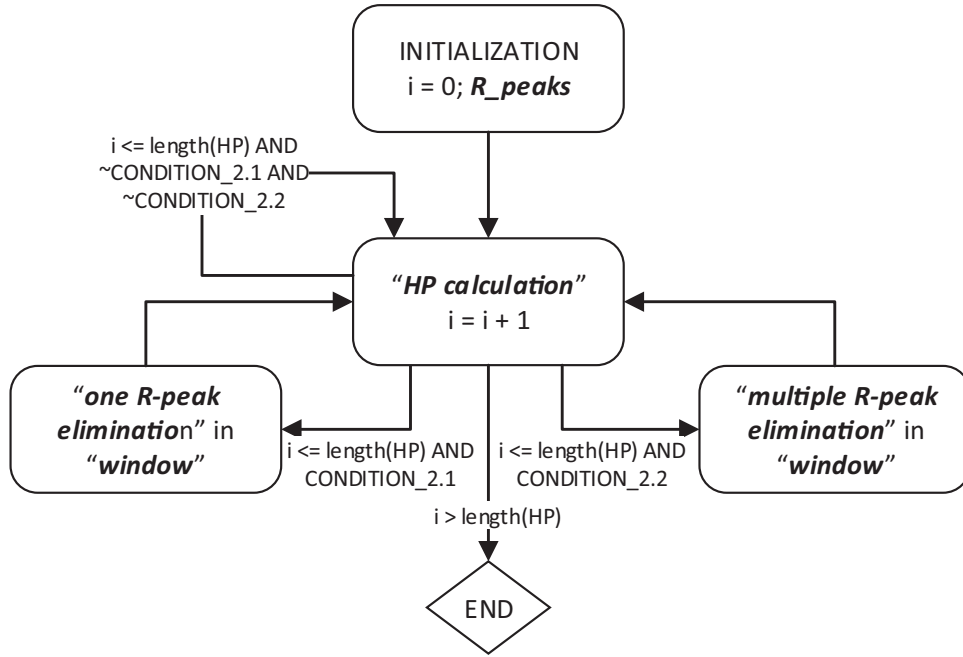 INITIALIZATION
i = 0; R_peaks
i <= length(HP) AND
~CONDITION_2.1 AND
~CONDITION_2.2
“HP calculation”
i = i + 1
“one R-peak
elimination” in
“window”
“multiple R-peak
elimination” in
“window”
i <= length(HP) AND
CONDITION_2.1
i <= length(HP) AND
CONDITION_2.2
i > length(HP)
END